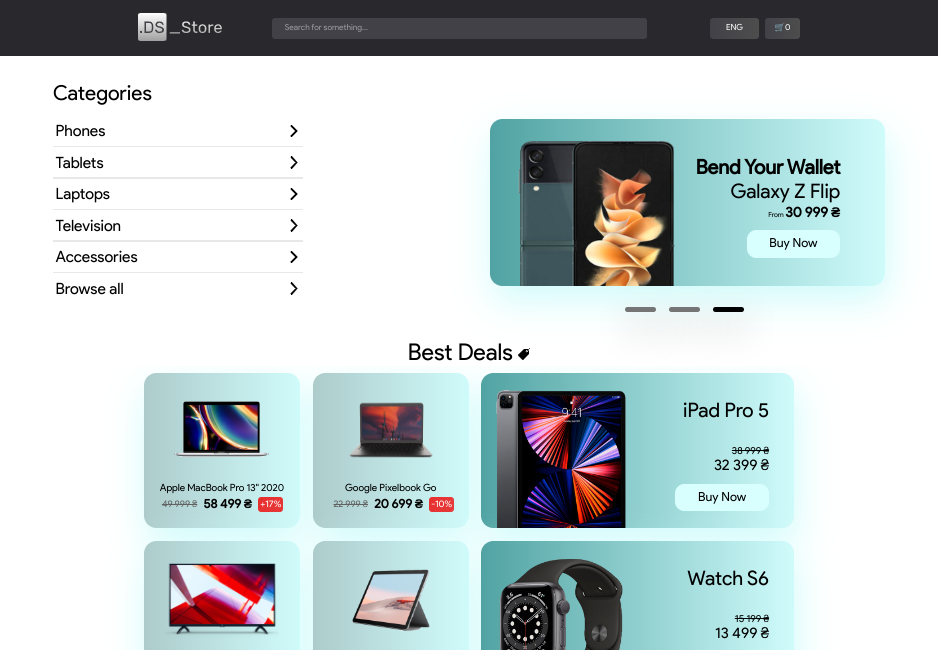 .DS _Store
Search for something...
ENG
0
Categories
Phones
Tablets
Laptops
Television
Accessories
Browse all
Bend Your Wallet
Galaxy Z Flip
From 30 999 ₴
Buy Now
Best Deals
Apple MacBook Pro 13" 2020
49 999 ₴ 58 499 ₴ +17%
Google Pixelbook Go
22 999 ₴ 20 699 ₴ -10%
9:41
iPad Pro 5
38 999 ₴
32 399 ₴
Buy Now
Watch S6
15 199 ₴
13 499 ₴